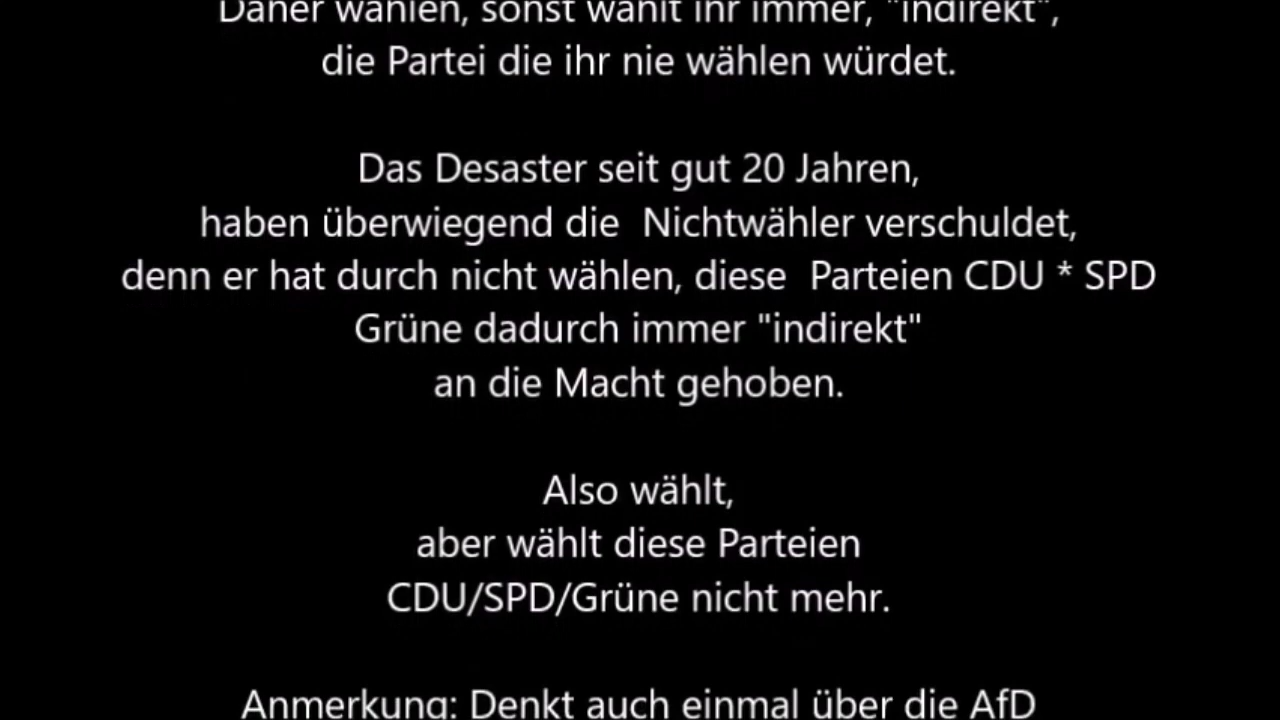 Daher wählen, sonst wählt ihr immer, "indirekt",
die Partei die ihr nie wählen würdet.
Das Desaster seit gut 20 Jahren,
haben überwiegend die  Nichtwähler verschuldet,
denn er hat durch nicht wählen, diese  Parteien CDU * SPD
Grüne dadurch immer "indirekt"
an die Macht gehoben.
Also wählt,
aber wählt diese Parteien
CDU/SPD/Grüne nicht mehr.
Anmerkung: Denkt auch einmal über die AfD